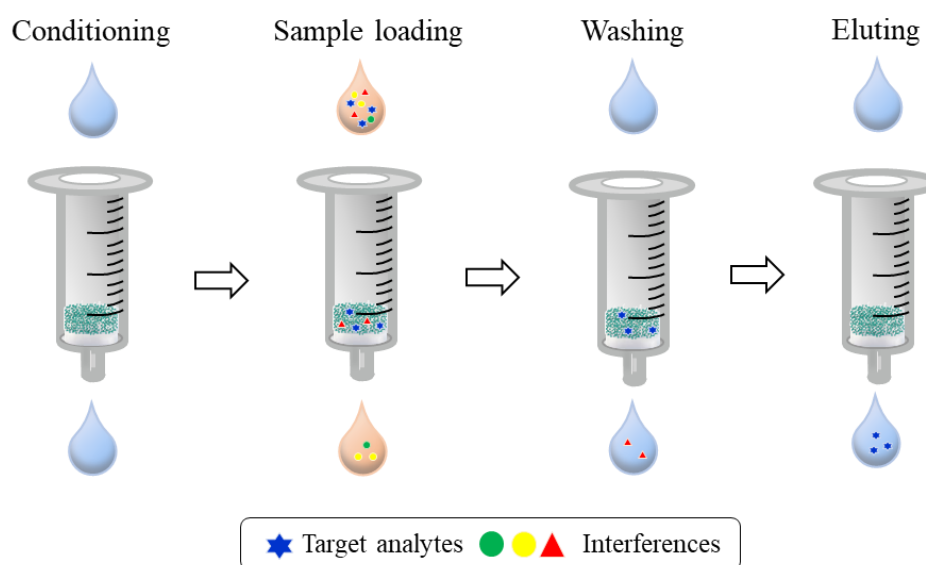 Conditioning
Sample loading
Washing
Eluting
Target analytes
Interferences